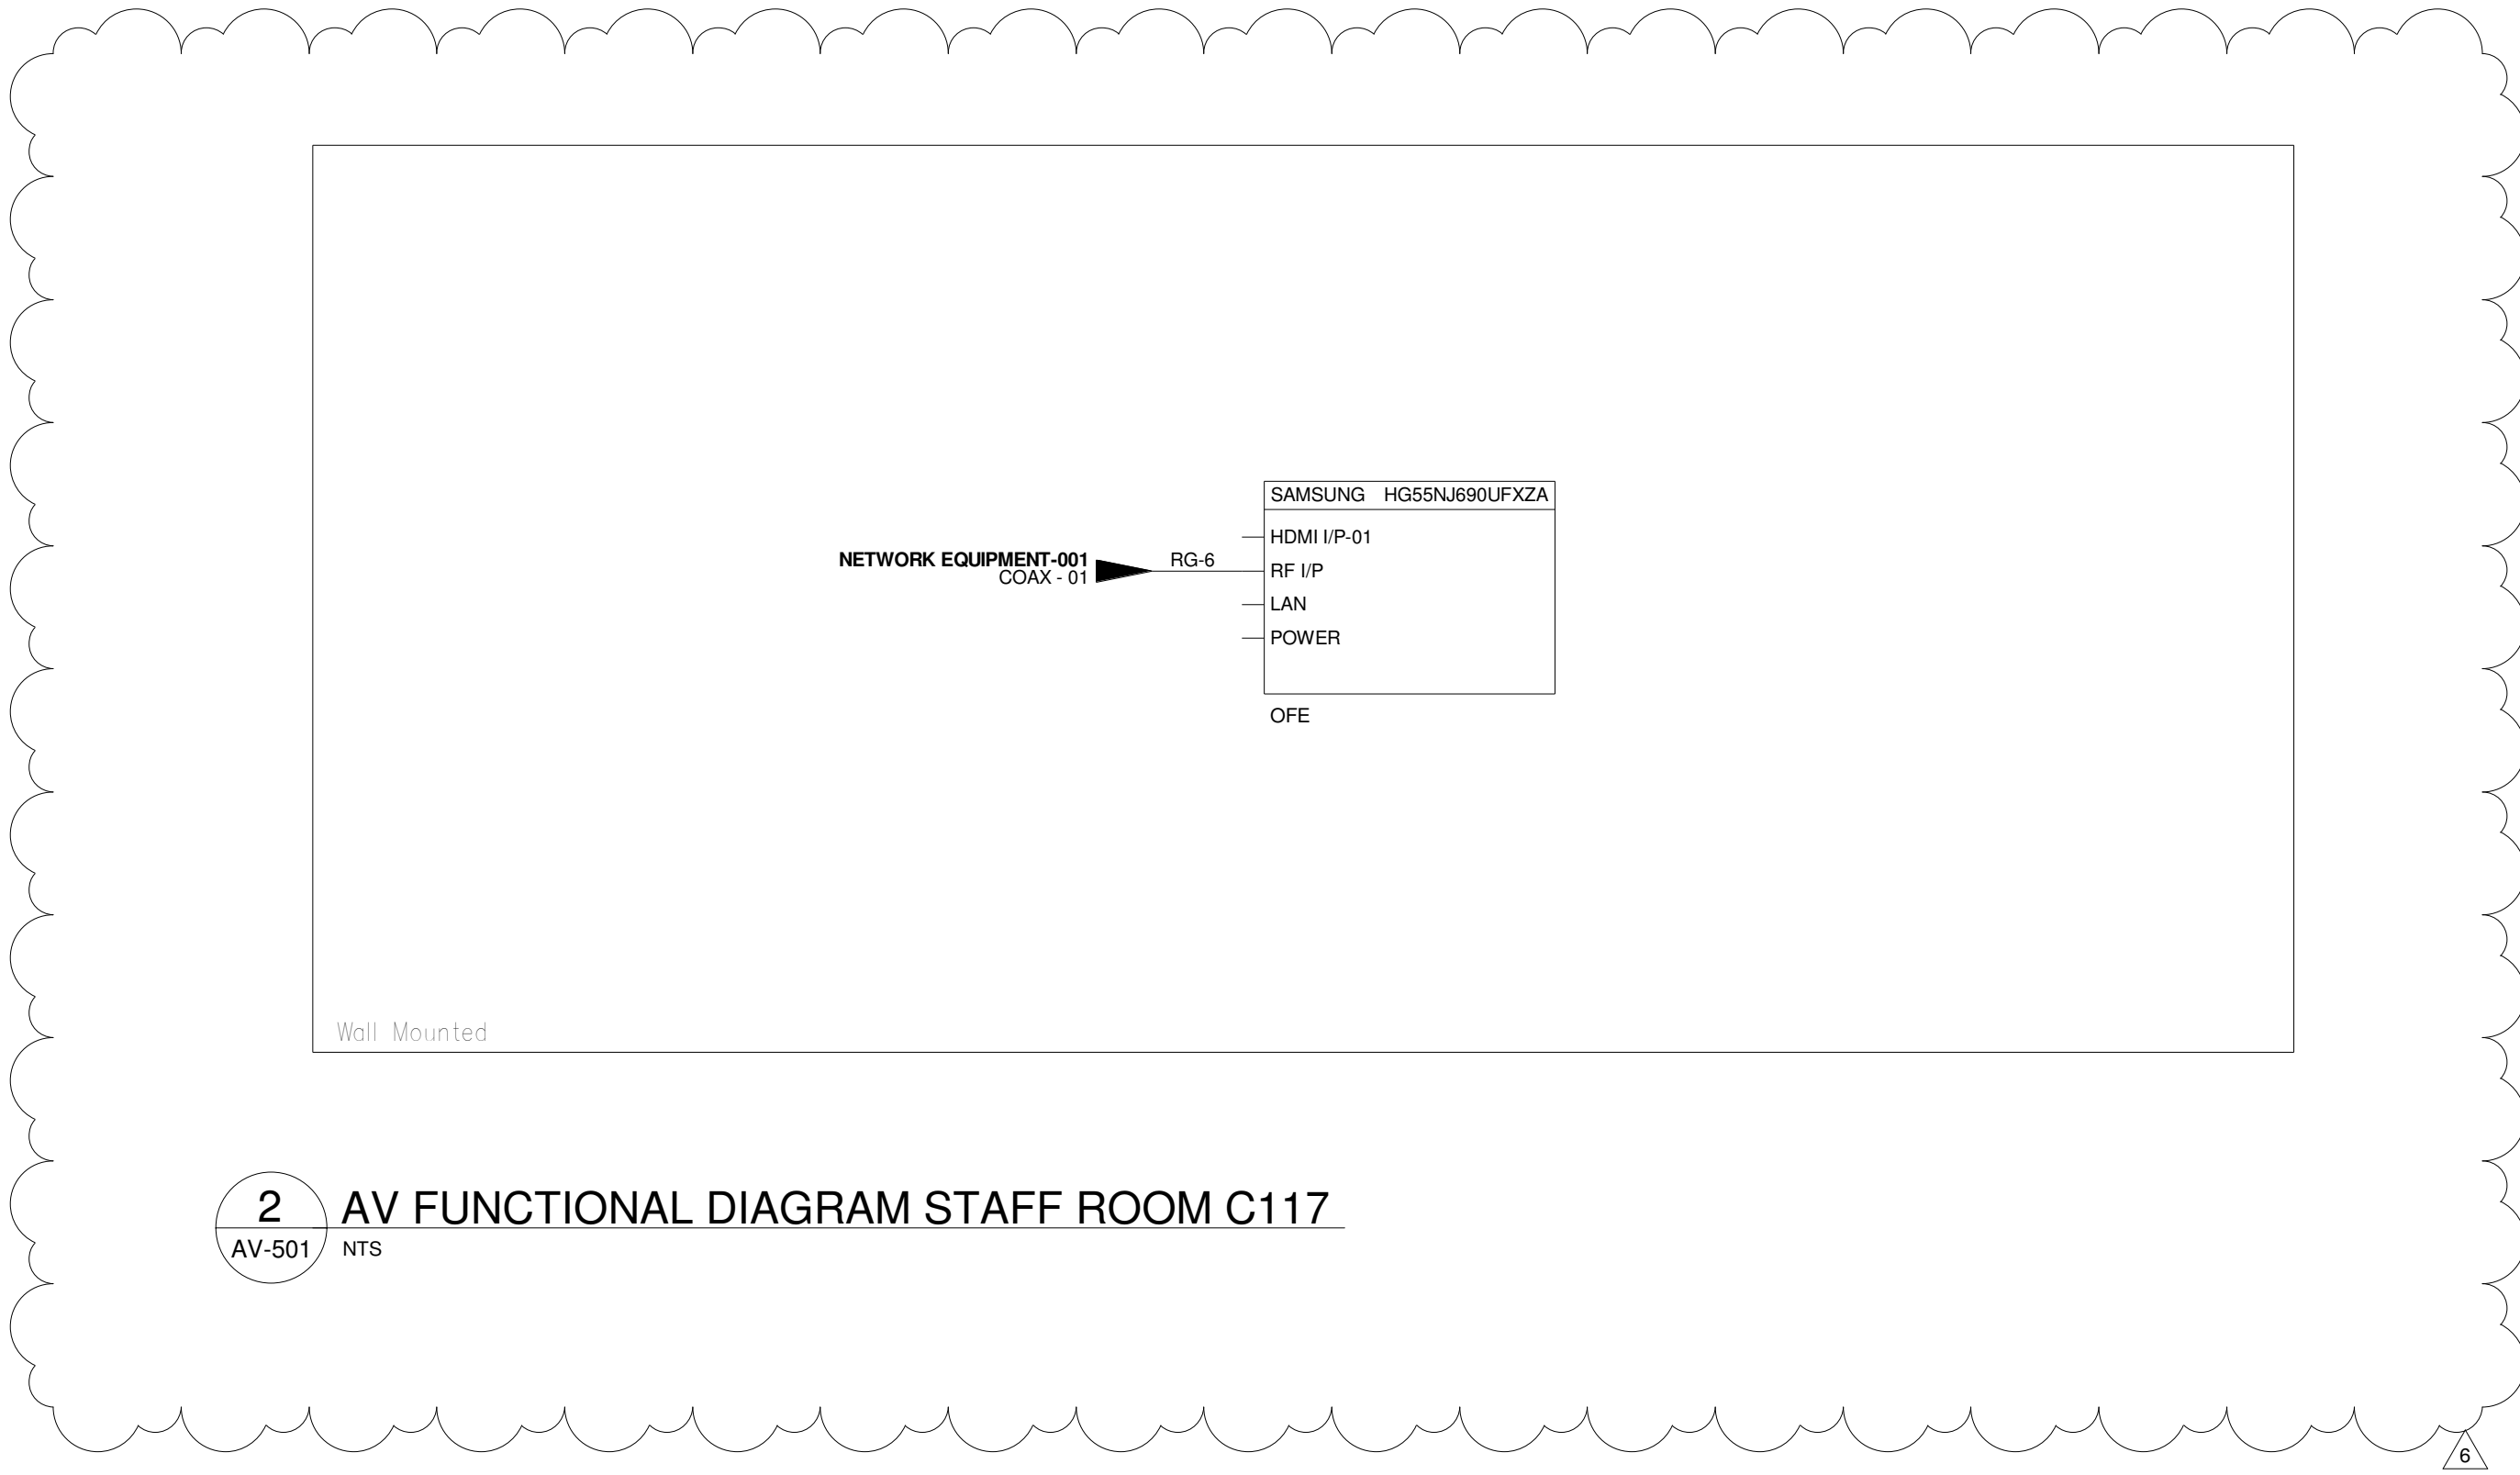 SAMSUNG HG55NJ690UFXZA
HDMI I/P-01
NETWORK EQUIPMENT-001
COAX - 01
RG-6
RF I/P
LAN
POWER
OFE
Wall Mounted
2
AV-501
AV FUNCTIONAL DIAGRAM STAFF ROOM C117
NTS
6